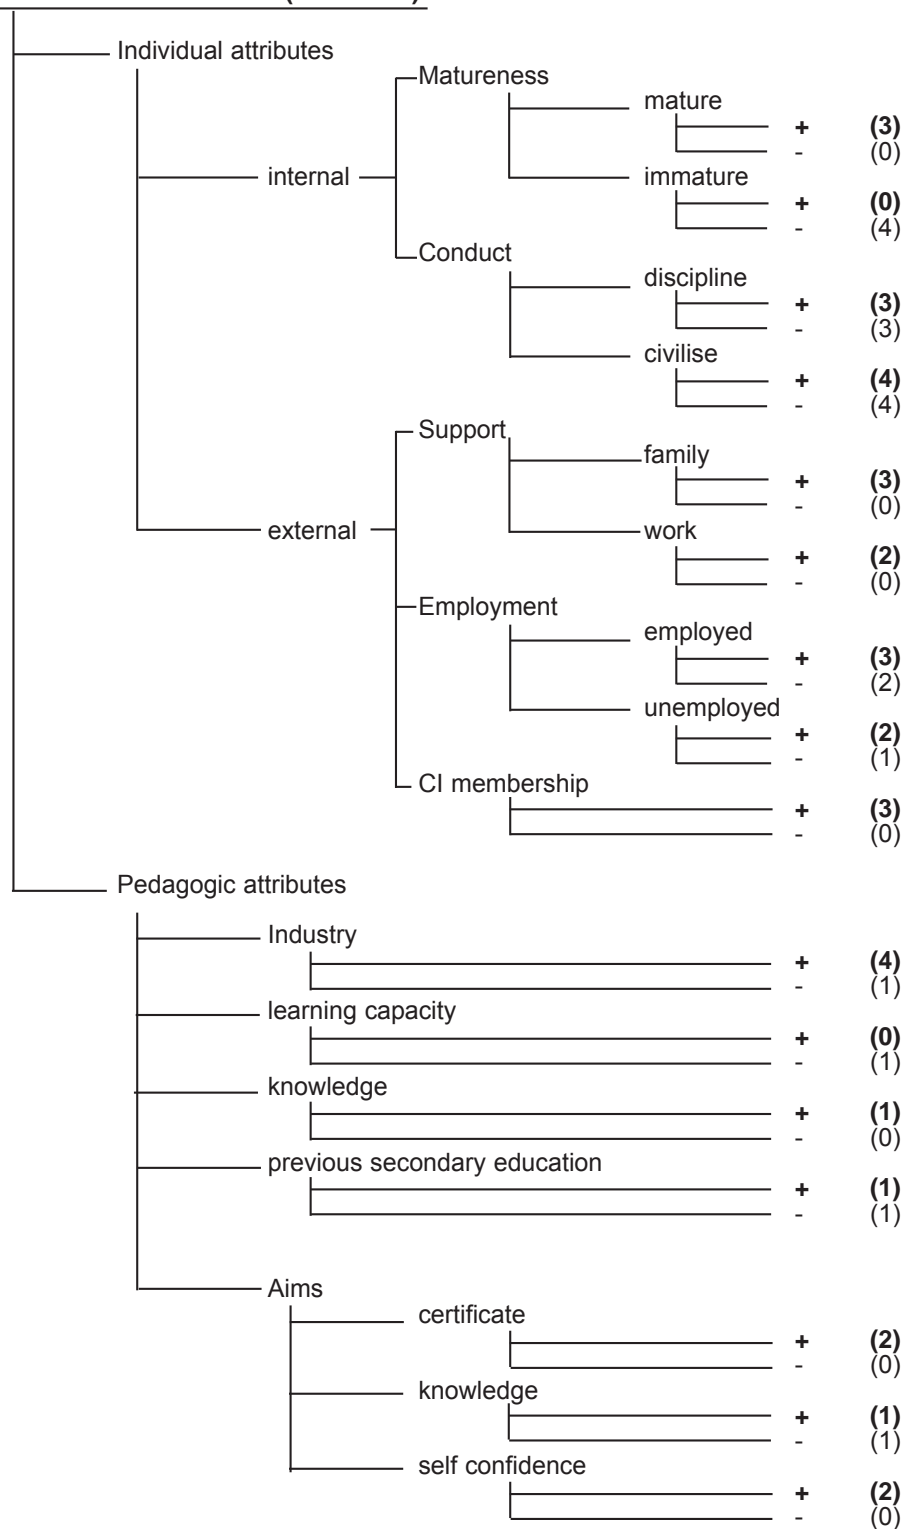 Individual attributes
Matureness
mature
+ (3)
- (0)
internal
immature
+ (0)
- (4)
Conduct
discipline
+ (3)
- (3)
civilise
+ (4)
- (4)
Support
family
+ (3)
- (0)
external
work
+ (2)
- (0)
Employment
employed
+ (3)
- (2)
unemployed
+ (2)
- (1)
CI membership
+ (3)
- (0)
Pedagogic attributes
Industry
+ (4)
- (1)
learning capacity
+ (0)
- (1)
knowledge
+ (1)
- (0)
previous secondary education
+ (1)
- (1)
Aims
certificate
+ (2)
- (0)
knowledge
+ (1)
- (1)
self confidence
+ (2)
- (0)